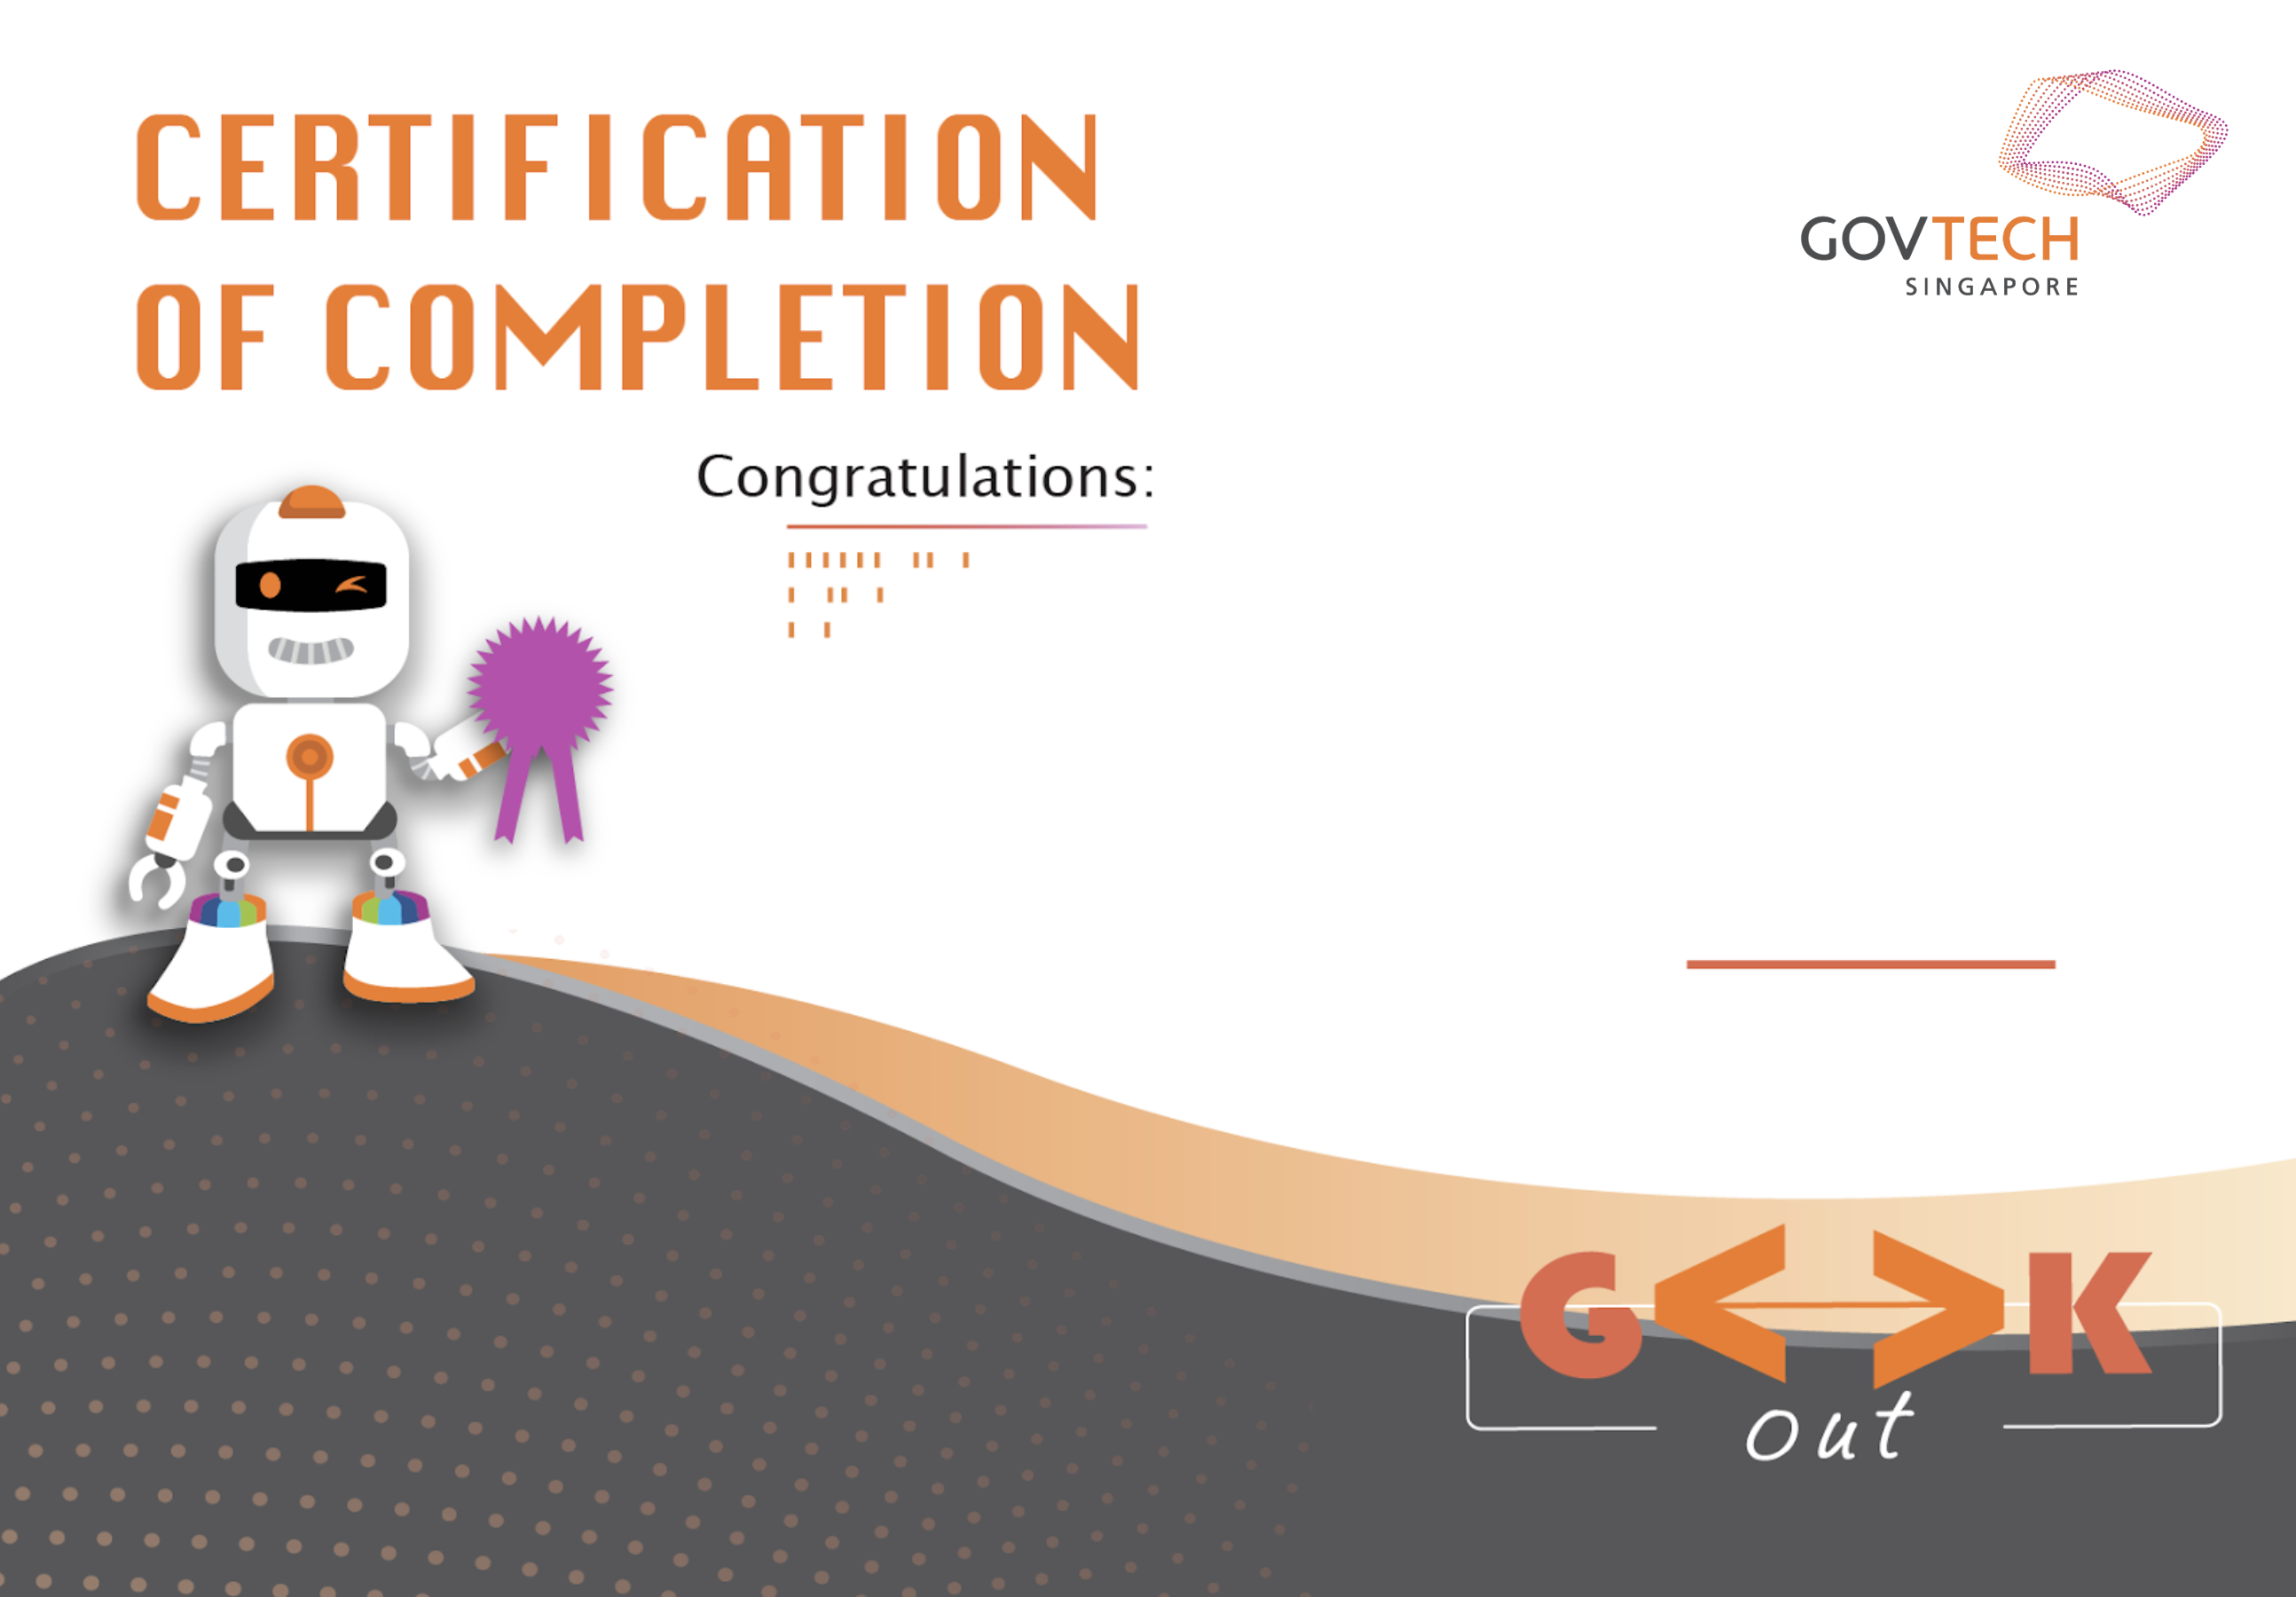 CERTIFICATION
OF COMPLETION
GOVTECH
SINGAPORE
Congratulations:
G<>K
out